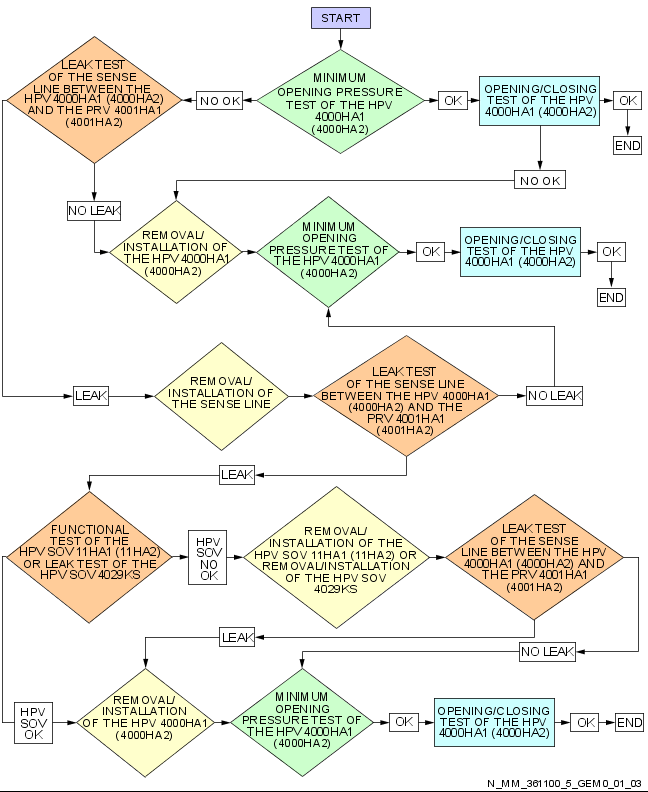 START
MINIMUM
OPENING PRESSURE
TEST OF THE HPV
4000HA1
(4000HA2)
LEAK TEST
OF THE SENSE
LINE BETWEEN THE
HPV 4000HA1 (4000HA2)
AND THE PRV 4001HA1
(4001HA2)
NO OK
OK
OPENING/CLOSING
TEST OF THE HPV
4000HA1 (4000HA2)
OK
END
NO OK
NO LEAK
REMOVAL/
INSTALLATION OF
THE HPV 4000HA1
(4000HA2)
MINIMUM
OPENING
PRESSURE TEST OF
THE HPV 4000HA1
(4000HA2)
OK
OPENING/CLOSING
TEST OF THE HPV
4000HA1 (4000HA2)
OK
END
LEAK
REMOVAL/
INSTALLATION OF
THE SENSE LINE
LEAK TEST
OF THE SENSE LINE
BETWEEN THE HPV 4000HA1
(4000HA2) AND THE
PRV 4001HA1
(4001HA2)
NO LEAK
LEAK
FUNCTIONAL
TEST OF THE
HPV SOV 11HA1 (11HA2)
OR LEAK TEST OF THE
HPV SOV 4029KS
HPV
SOV
NO
OK
REMOVAL/
INSTALLATION OF THE
HPV SOV 11HA1 (11HA2) OR
REMOVAL/INSTALLATION
OF THE HPV SOV
4029KS
LEAK TEST
OF THE SENSE
LINE BETWEEN THE HPV
4000HA1 (4000HA2) AND
THE PRV 4001HA1
(4001HA2)
LEAK
NO LEAK
HPV
SOV
OK
REMOVAL/
INSTALLATION
OF THE HPV 4000HA1
(4000HA2)
MINIMUM
OPENING
PRESSURE TEST OF
THE HPV 4000HA1
(4000HA2)
OK
OPENING/CLOSING
TEST OF THE HPV
4000HA1 (4000HA2)
OK
END
N_MM_361100_5_GEM0_01_03